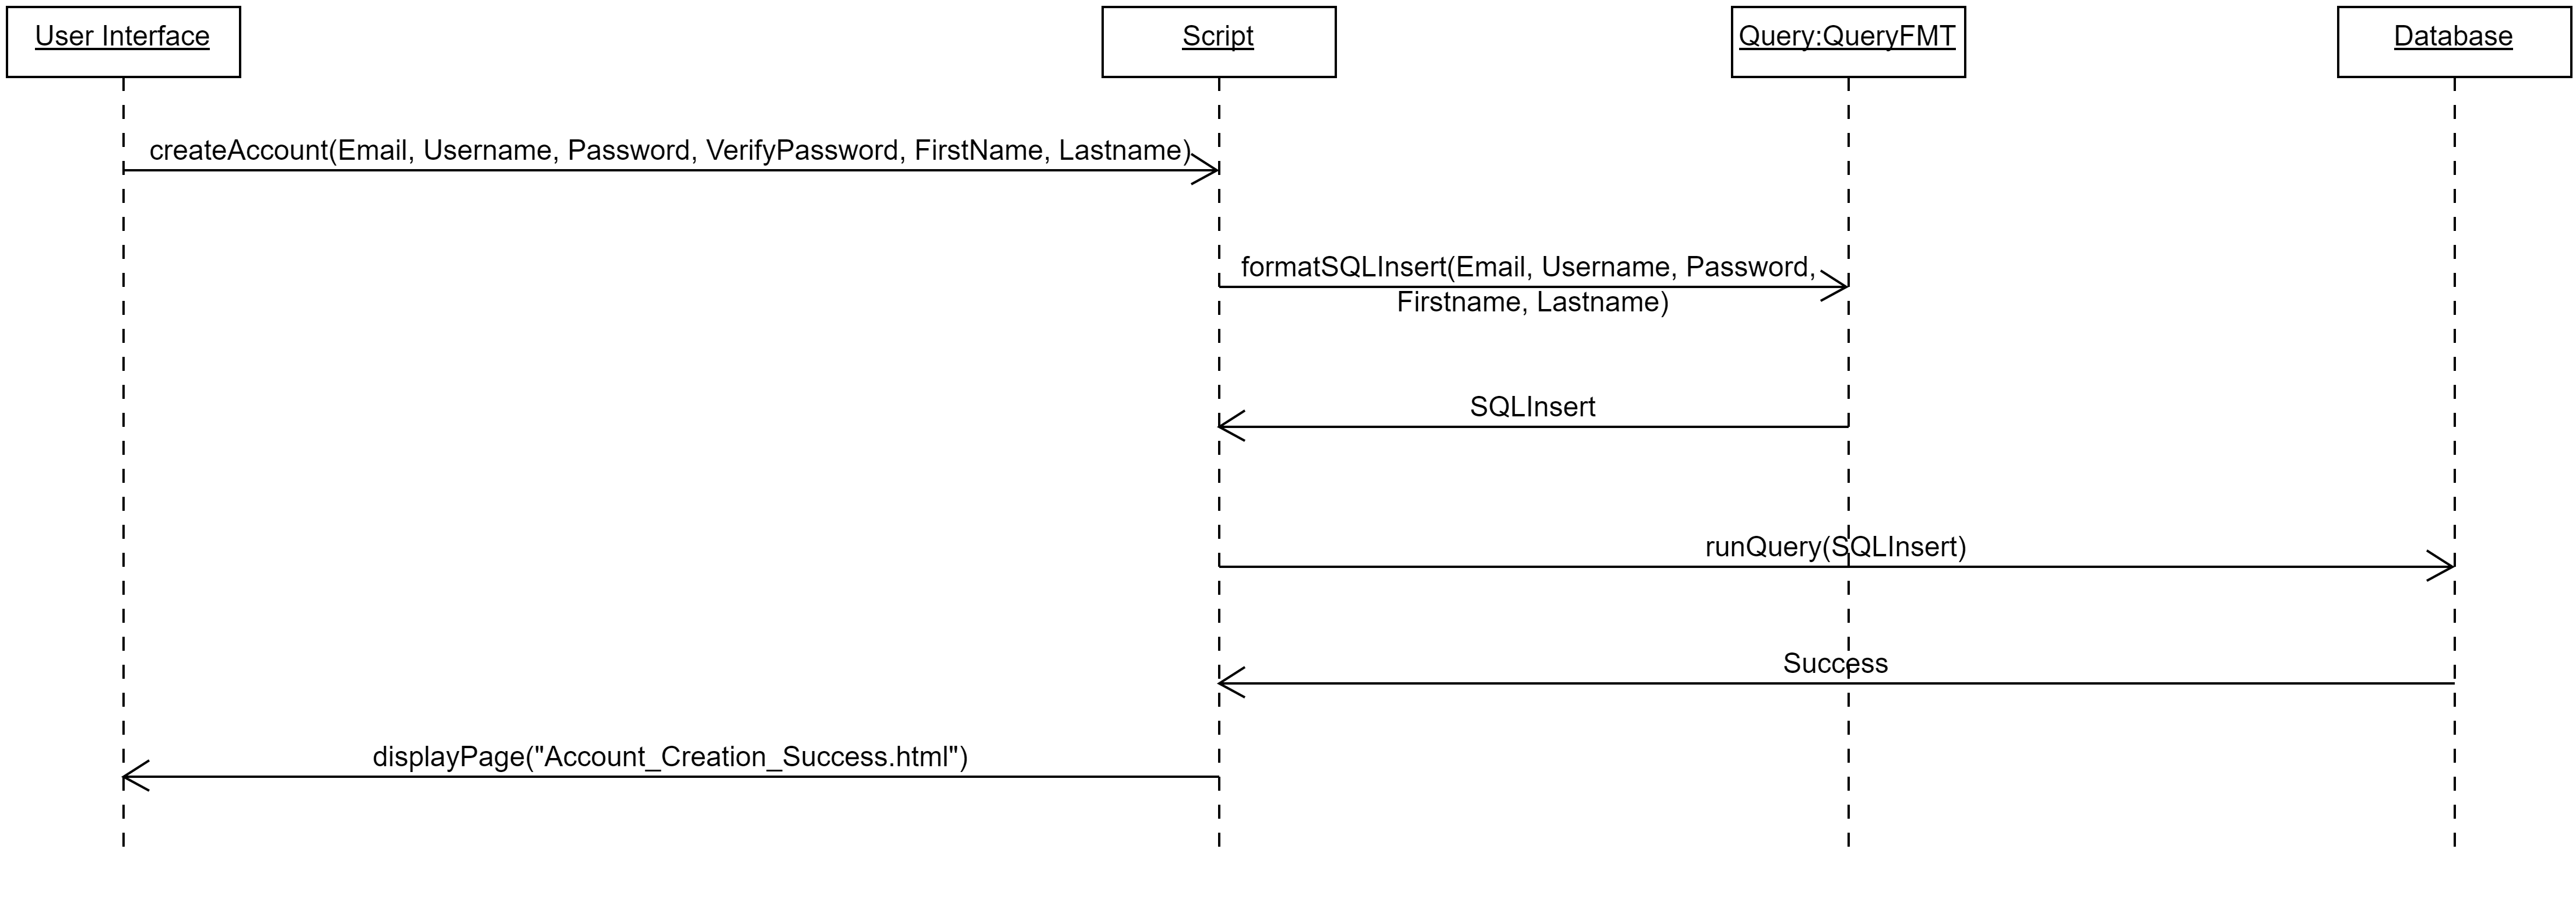 User Interface
Script
Query:QueryFMT
Database
createAccount(Email, Username, Password, VerifyPassword, FirstName, Lastname)
formatSQLInsert(Email, Username, Password,
Firstname, Lastname)
SQLInsert
runQuery(SQLInsert)
Success
displayPage("Account_Creation_Success.html")